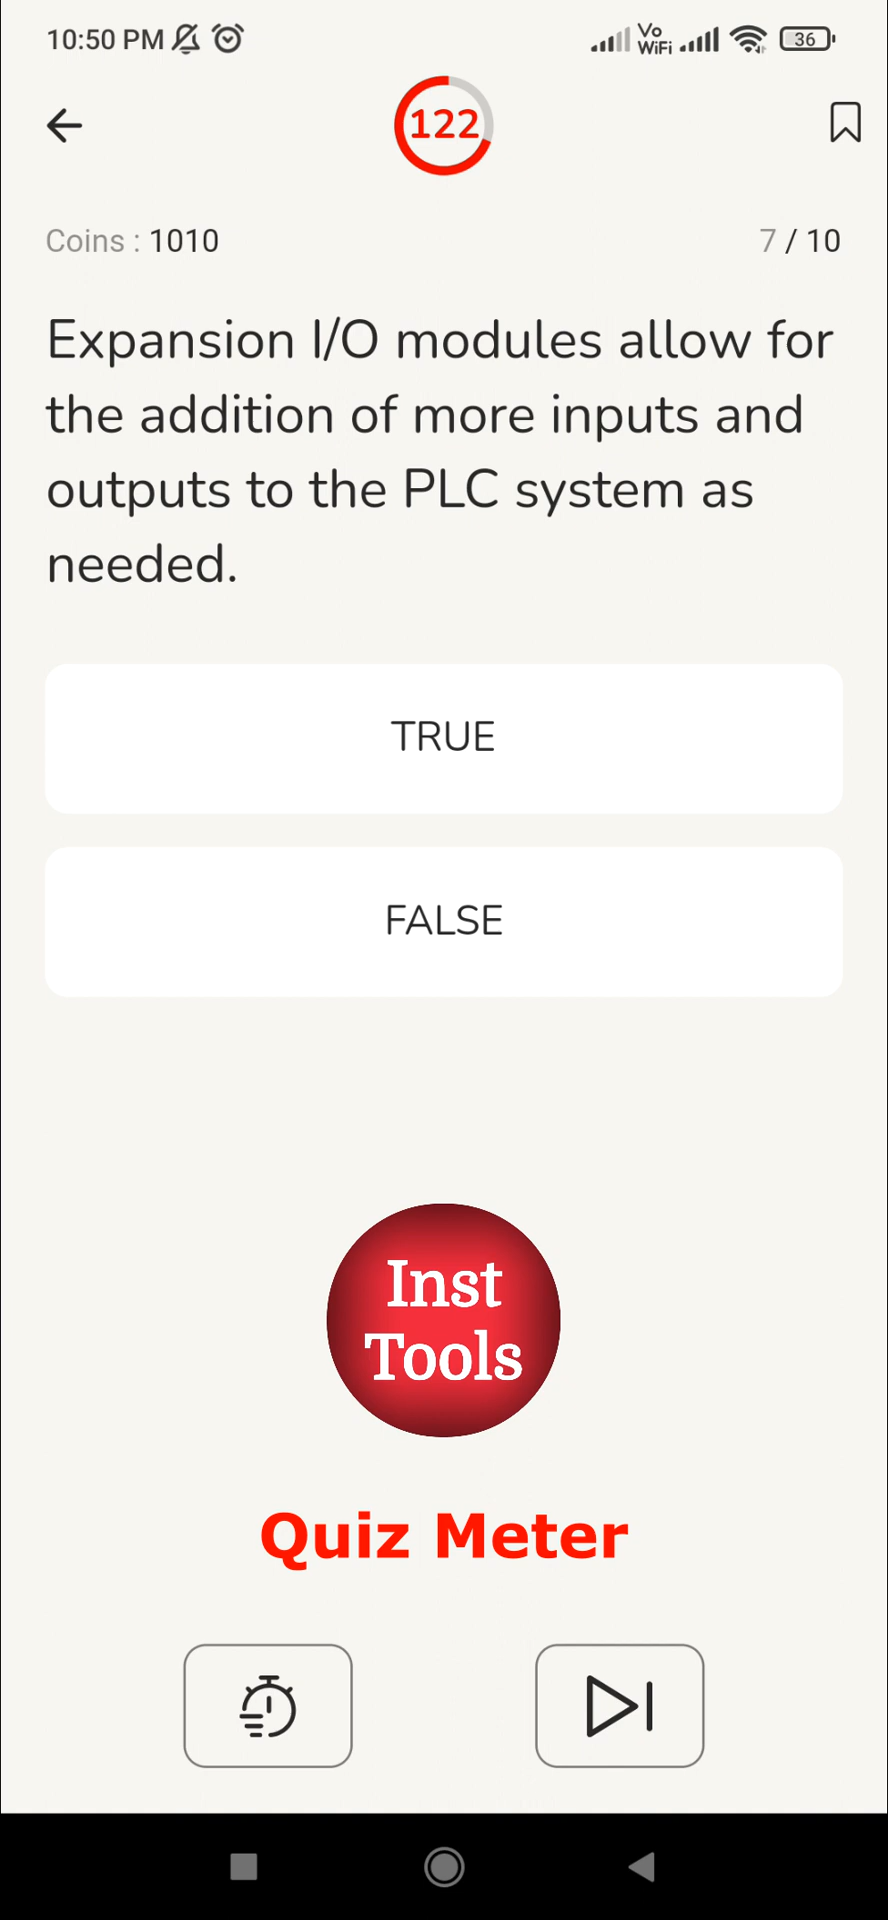 10:50 PM Vo WiFi 36
122
Coins : 1010 7 / 10
Expansion I/O modules allow for
the addition of more inputs and
outputs to the PLC system as
needed.
TRUE
FALSE
Inst
Tools
Quiz Meter